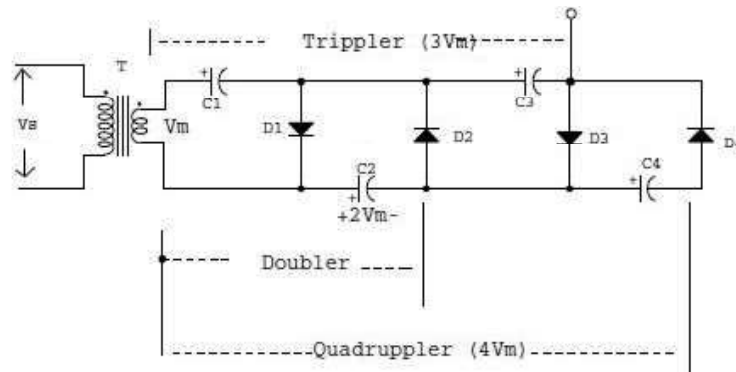 Trippler (3Vm)
T
+ C1
+ C3
Vs
Vm
D1
D2
D3
C2
C4
+
+
+2Vm-
Doubler
Quadruppler (4Vm)